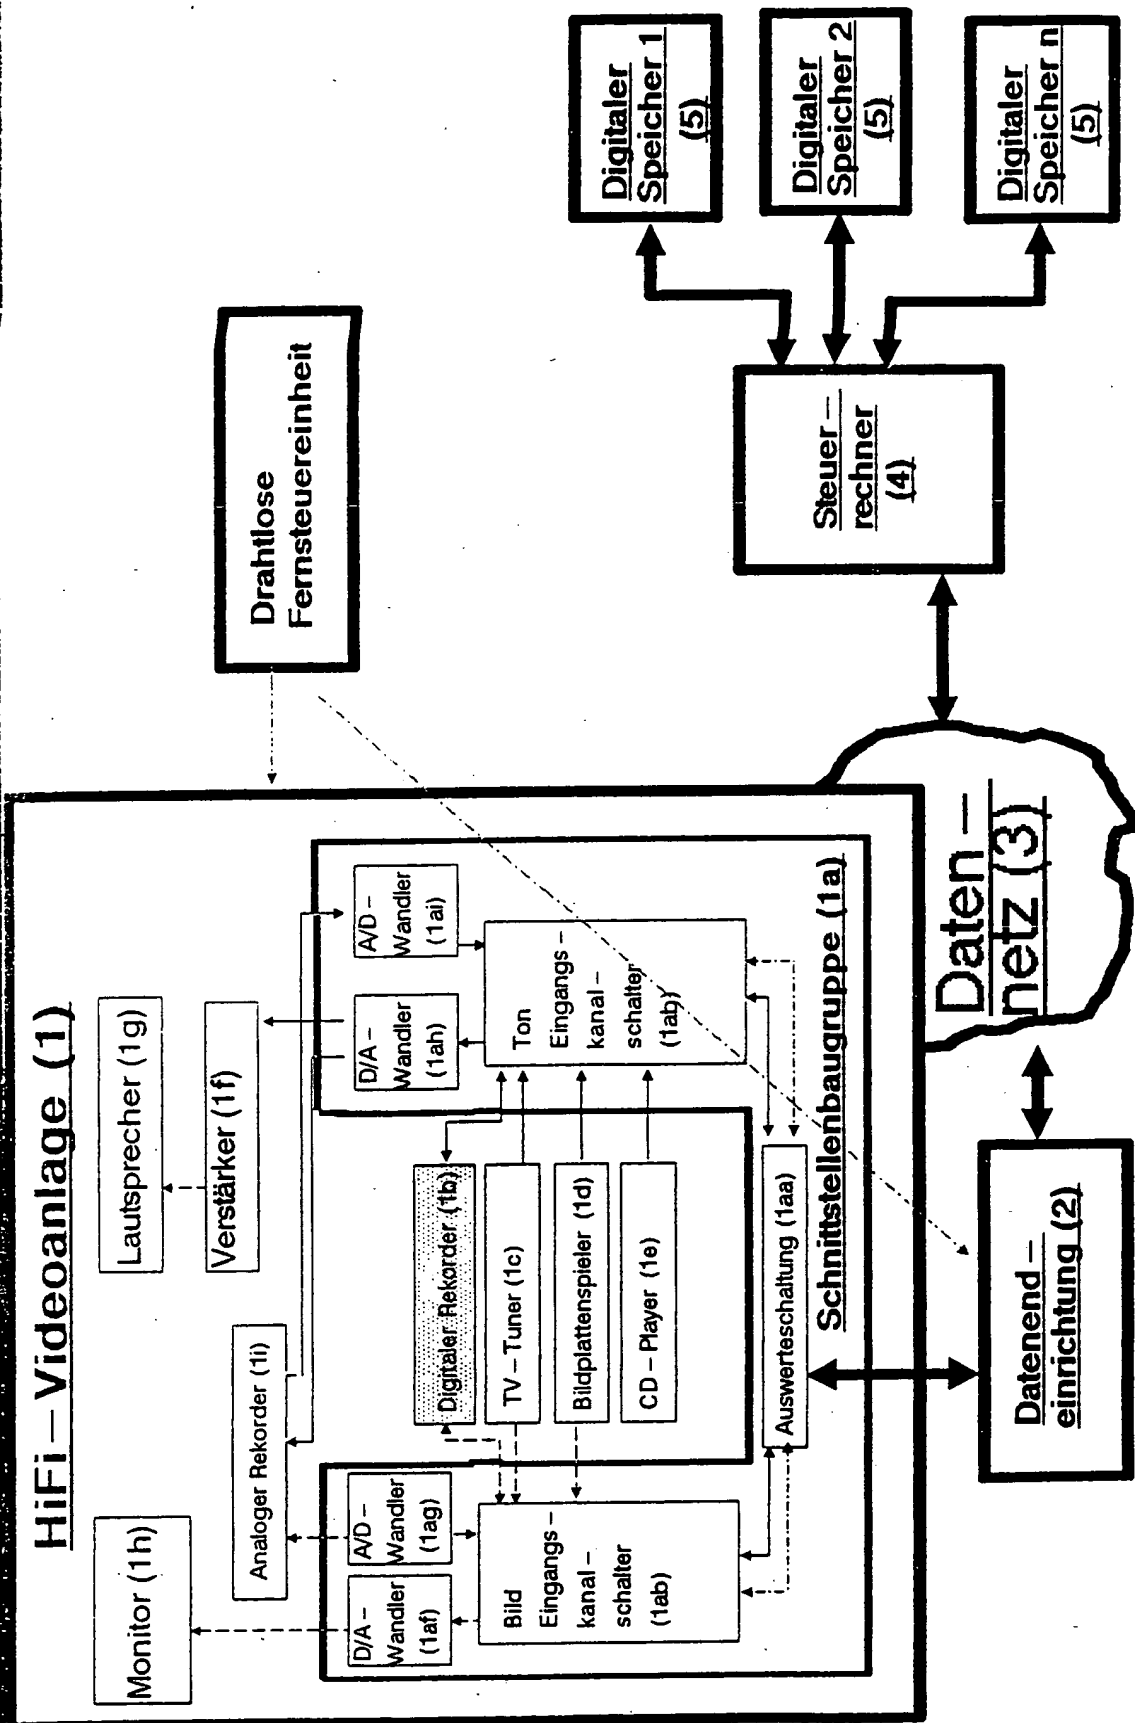 HiFi – Videoanlage (1)
Monitor (1h)
Lautsprecher (1g)
Verstärker (1f)
Analoger Rekorder (1i)
D/A –
Wandler
(1af)
A/D –
Wandler
(1ag)
D/A –
Wandler
(1ah)
A/D –
Wandler
(1ai)
Digitaler Rekorder (1b)
TV – Tuner (1c)
Bildplattenspieler (1d)
CD – Player (1e)
Bild
Eingangs –
kanal –
schalter
(1ab)
Ton
Eingangs –
kanal –
schalter
(1ab)
Auswerteschaltung (1aa)
Schnittstellenbaugruppe (1a)
Drahtlose
Fernsteuereinheit
Datenend –
einrichtung (2)
Daten –
netz (3)
Steuer –
rechner
(4)
Digitaler
Speicher 1
(5)
Digitaler
Speicher 2
(5)
Digitaler
Speicher n
(5)